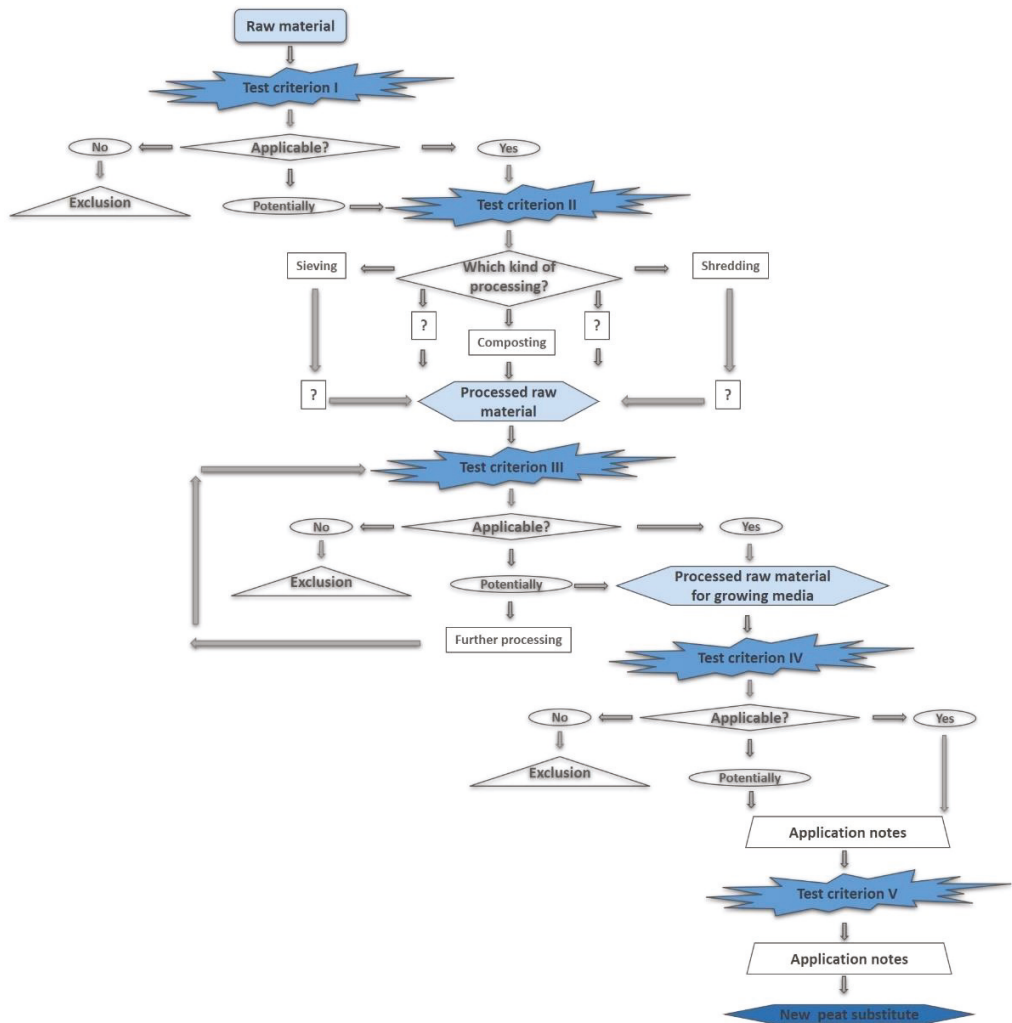 Raw material
Test criterion I
No
Applicable?
Yes
Exclusion
Potentially
Test criterion II
Sieving
Which kind of
processing?
Shredding
?
?
Composting
?
Processed raw
material
?
Test criterion III
No
Applicable?
Yes
Exclusion
Potentially
Processed raw material
for growing media
Further processing
Test criterion IV
No
Applicable?
Yes
Exclusion
Potentially
Application notes
Test criterion V
Application notes
New peat substitute